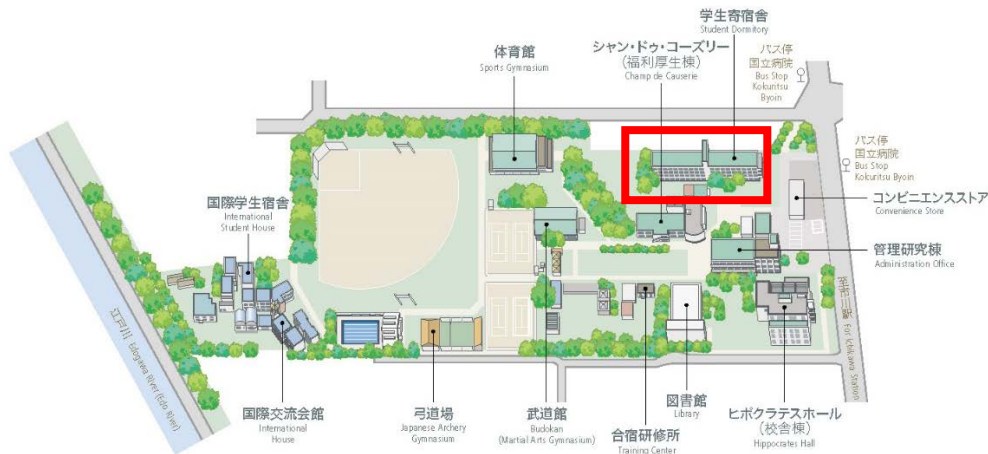 学生寄宿舎
Student Dormitory
シャン・ドゥ・コーズリー
（福利厚生棟）
Champ de Causerie
体育館
Sports Gymnasium
バス停
国立病院
Bus Stop
Kokuritsu
Byoin
バス停
国立病院
Bus Stop
Kokuritsu Byoin
コンビニエンスストア
Convenience Store
国際学生宿舎
International
Student House
管理研究棟
Administration Office
江戸川 Edogawa River (Edo River)
至市川駅 For Ichikawa Station
国際交流会館
International
House
弓道場
Japanese Archery
Gymnasium
武道館
Budokan
(Martial Arts Gymnasium)
合宿研修所
Training Center
図書館
Library
ヒポクラテスホール
（校舎棟）
Hippocrates Hall